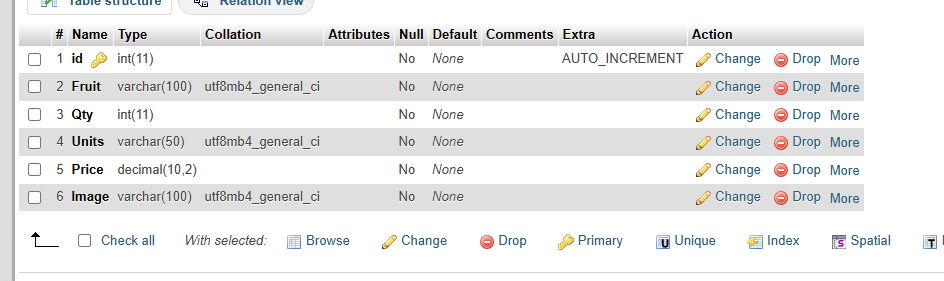 Table structure Relation view
# Name Type Collation Attributes Null Default Comments Extra Action
1 id int(11) No None AUTO_INCREMENT Change Drop More
2 Fruit varchar(100) utf8mb4_general_ci No None Change Drop More
3 Qty int(11) No None Change Drop More
4 Units varchar(50) utf8mb4_general_ci No None Change Drop More
5 Price decimal(10,2) No None Change Drop More
6 Image varchar(100) utf8mb4_general_ci No None Change Drop More
Check all With selected: Browse Change Drop Primary U Unique Index S Spatial T